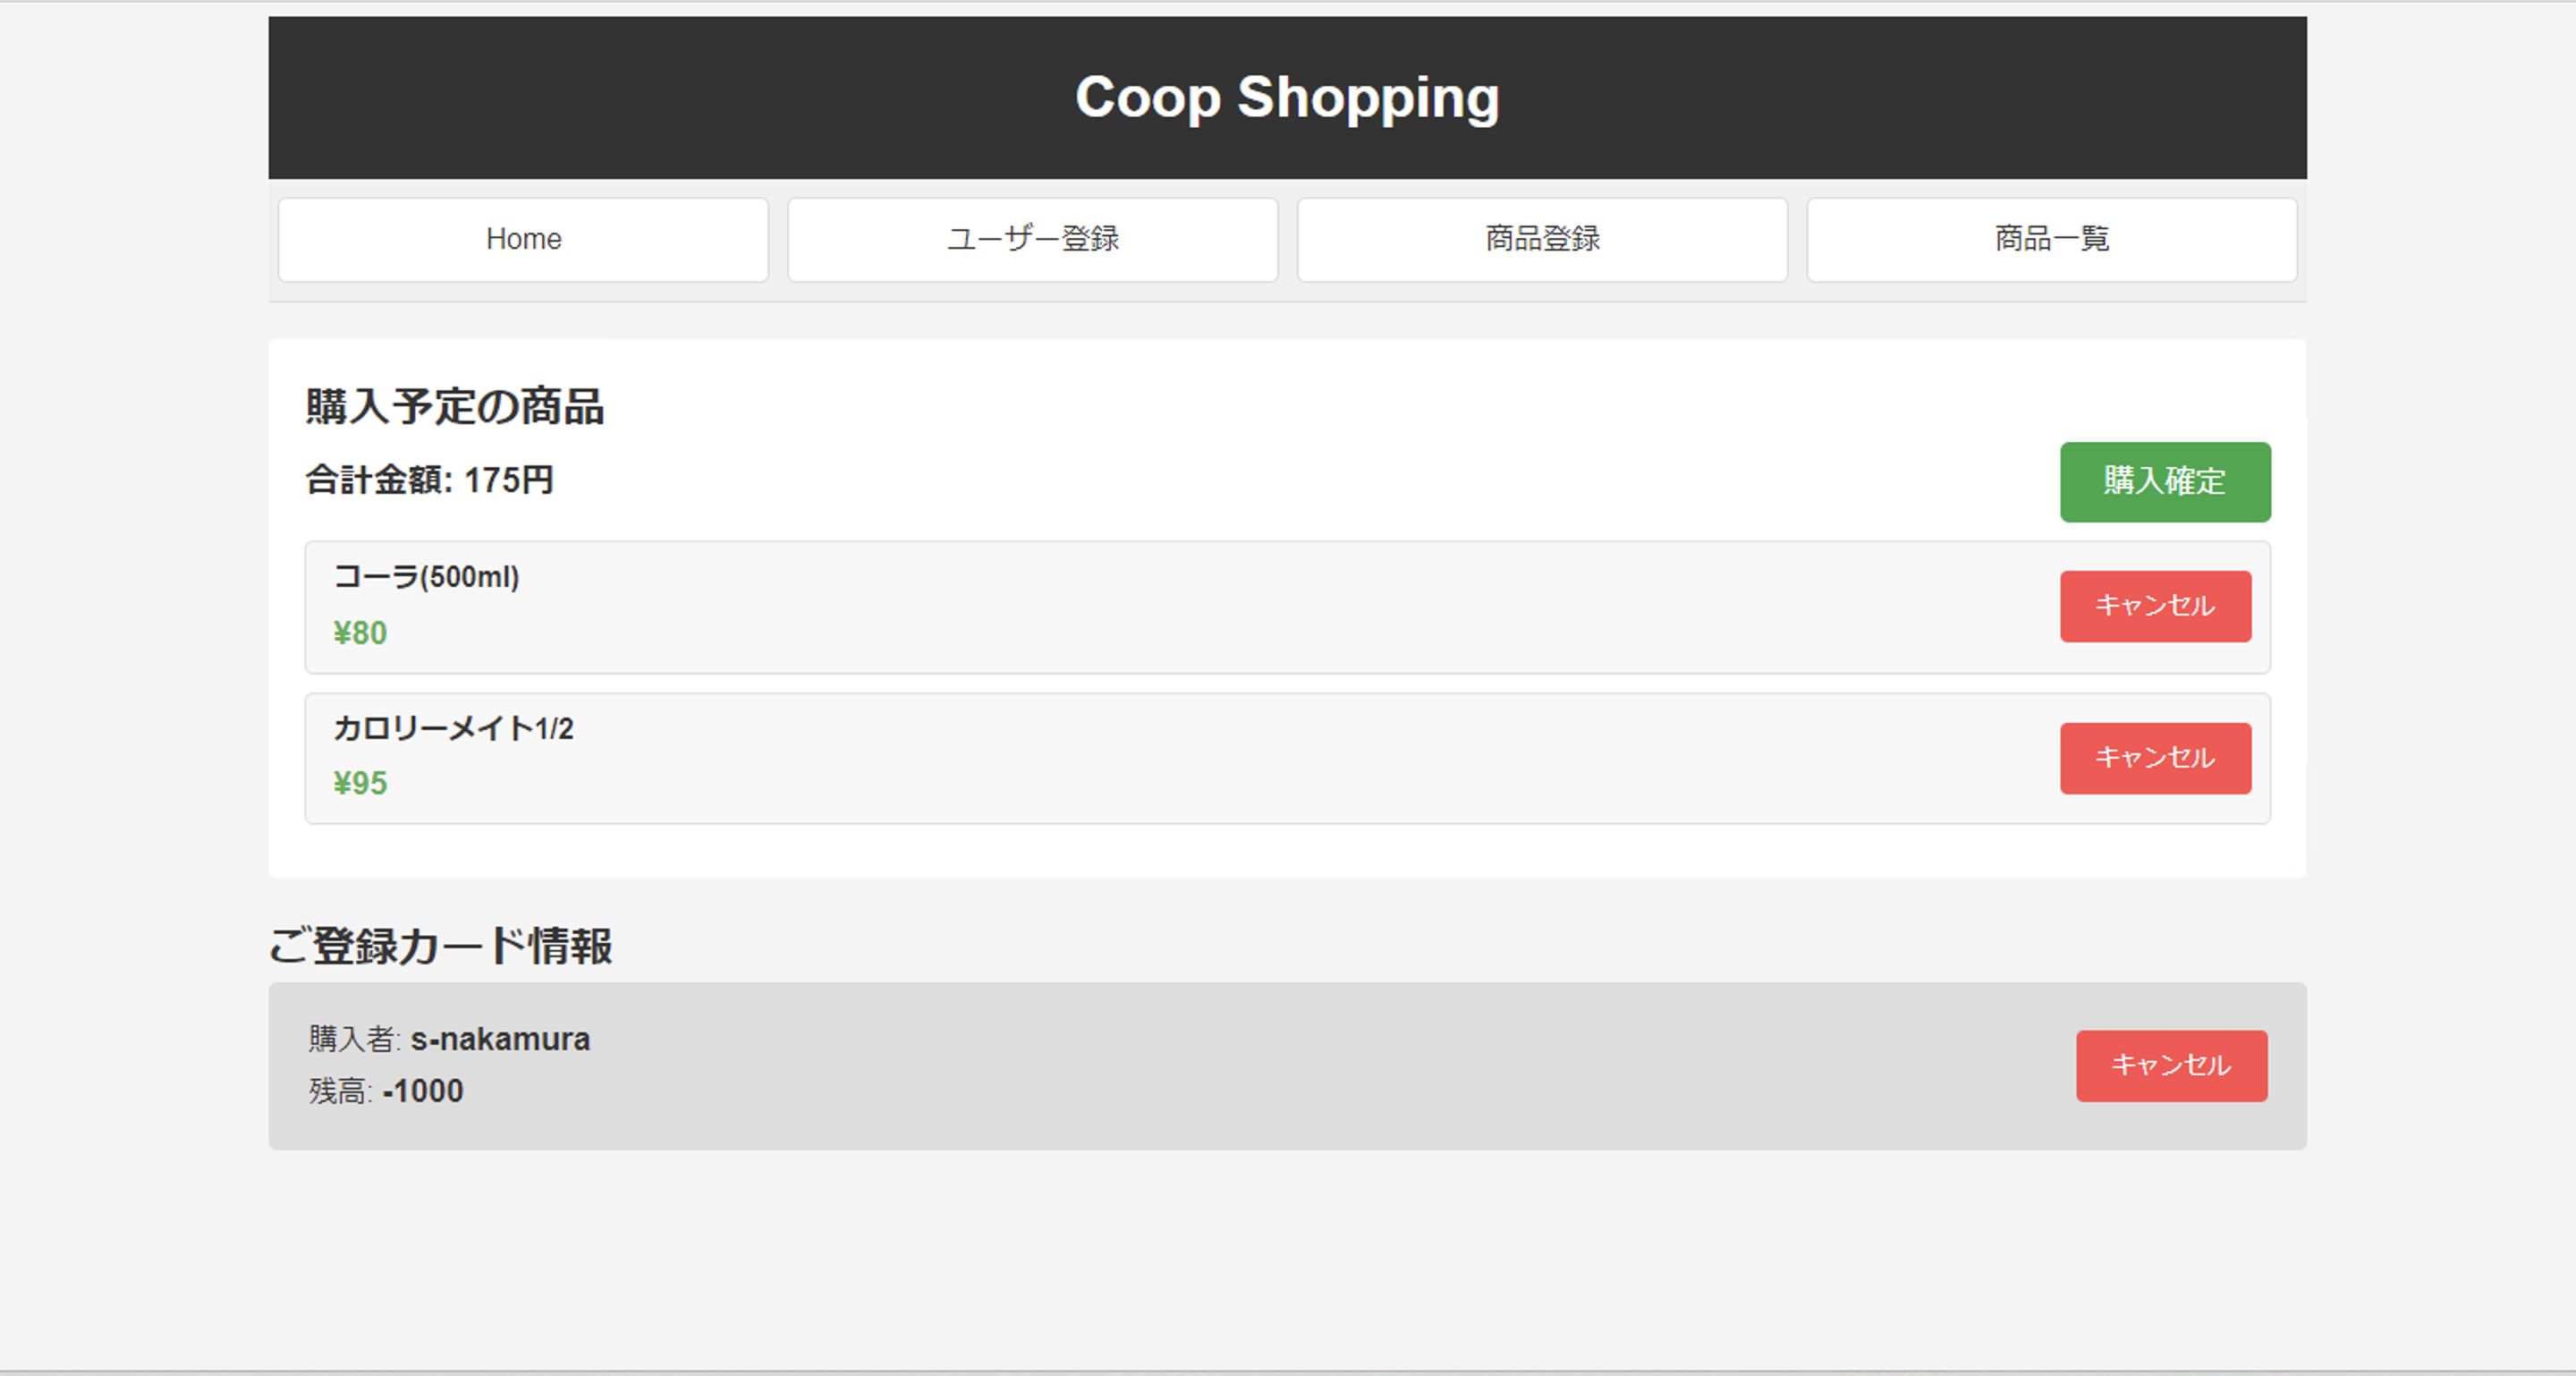 Coop Shopping
Home ユーザー登録 商品登録 商品一覧
購入予定の商品
合計金額: 175円
購入確定
コーラ(500ml)
¥80
キャンセル
カロリーメイト1/2
¥95
キャンセル
ご登録カード情報
購入者: s-nakamura
残高: -1000
キャンセル